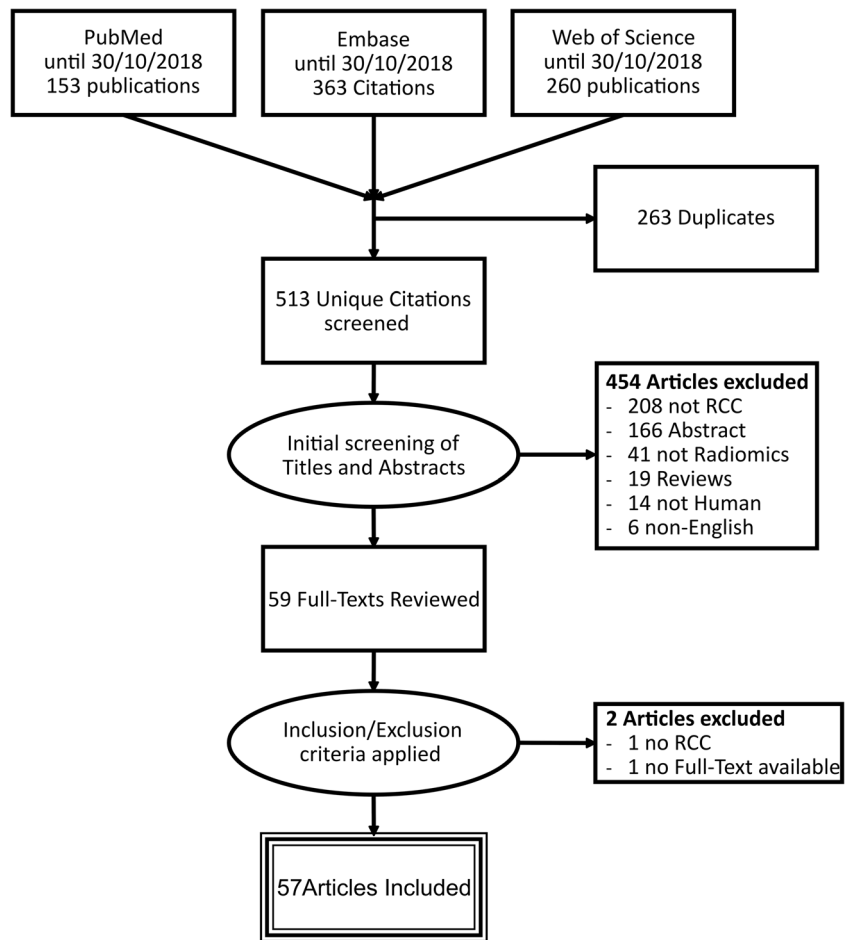 PubMed
until 30/10/2018
153 publications
Embase
until 30/10/2018
363 Citations
Web of Science
until 30/10/2018
260 publications
263 Duplicates
513 Unique Citations
screened
454 Articles excluded
- 208 not RCC
- 166 Abstract
- 41 not Radiomics
- 19 Reviews
- 14 not Human
- 6 non-English
Initial screening of
Titles and Abstracts
59 Full-Texts Reviewed
Inclusion/Exclusion
criteria applied
2 Articles excluded
- 1 no RCC
- 1 no Full-Text available
57Articles Included